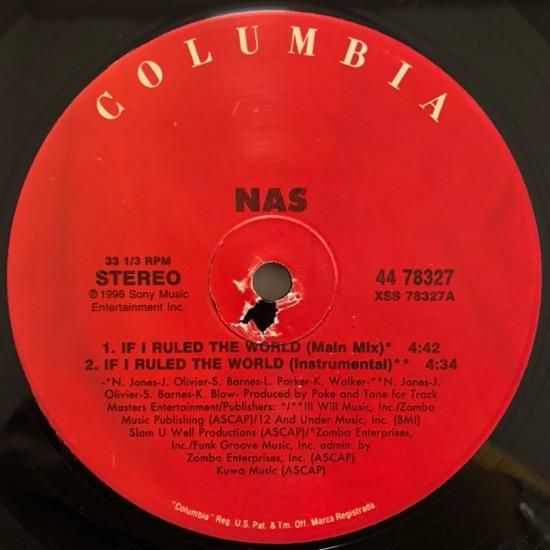 COLUMBIA
NAS
33 1/3 RPM
STEREO
℗ 1996 Sony Music
Entertainment Inc.
44 78327
XSS 78327A
1. IF I RULED THE WORLD (Main Mix)* 4:42
2. IF I RULED THE WORLD (Instrumental)** 4:34
-*N. Jones-J. Olivier-S. Barnes-L. Parker-K. Walker-**N. Jones-J.
Olivier-S. Barnes-K. Blow- Produced by Poke and Tone for Track
Masters Entertainment/Publishers: */**Ill Will Music, Inc./Zomba
Music Publishing (ASCAP)/12 And Under Music, Inc. (BMI)
Slam U Well Productions (ASCAP)/*Zomba Enterprises,
Inc./Funk Groove Music, Inc. admin. by
Zomba Enterprises, Inc. (ASCAP)
Kuwa Music (ASCAP)
"Columbia" Reg. U.S. Pat. & Tm. Off. Marca Registrada.